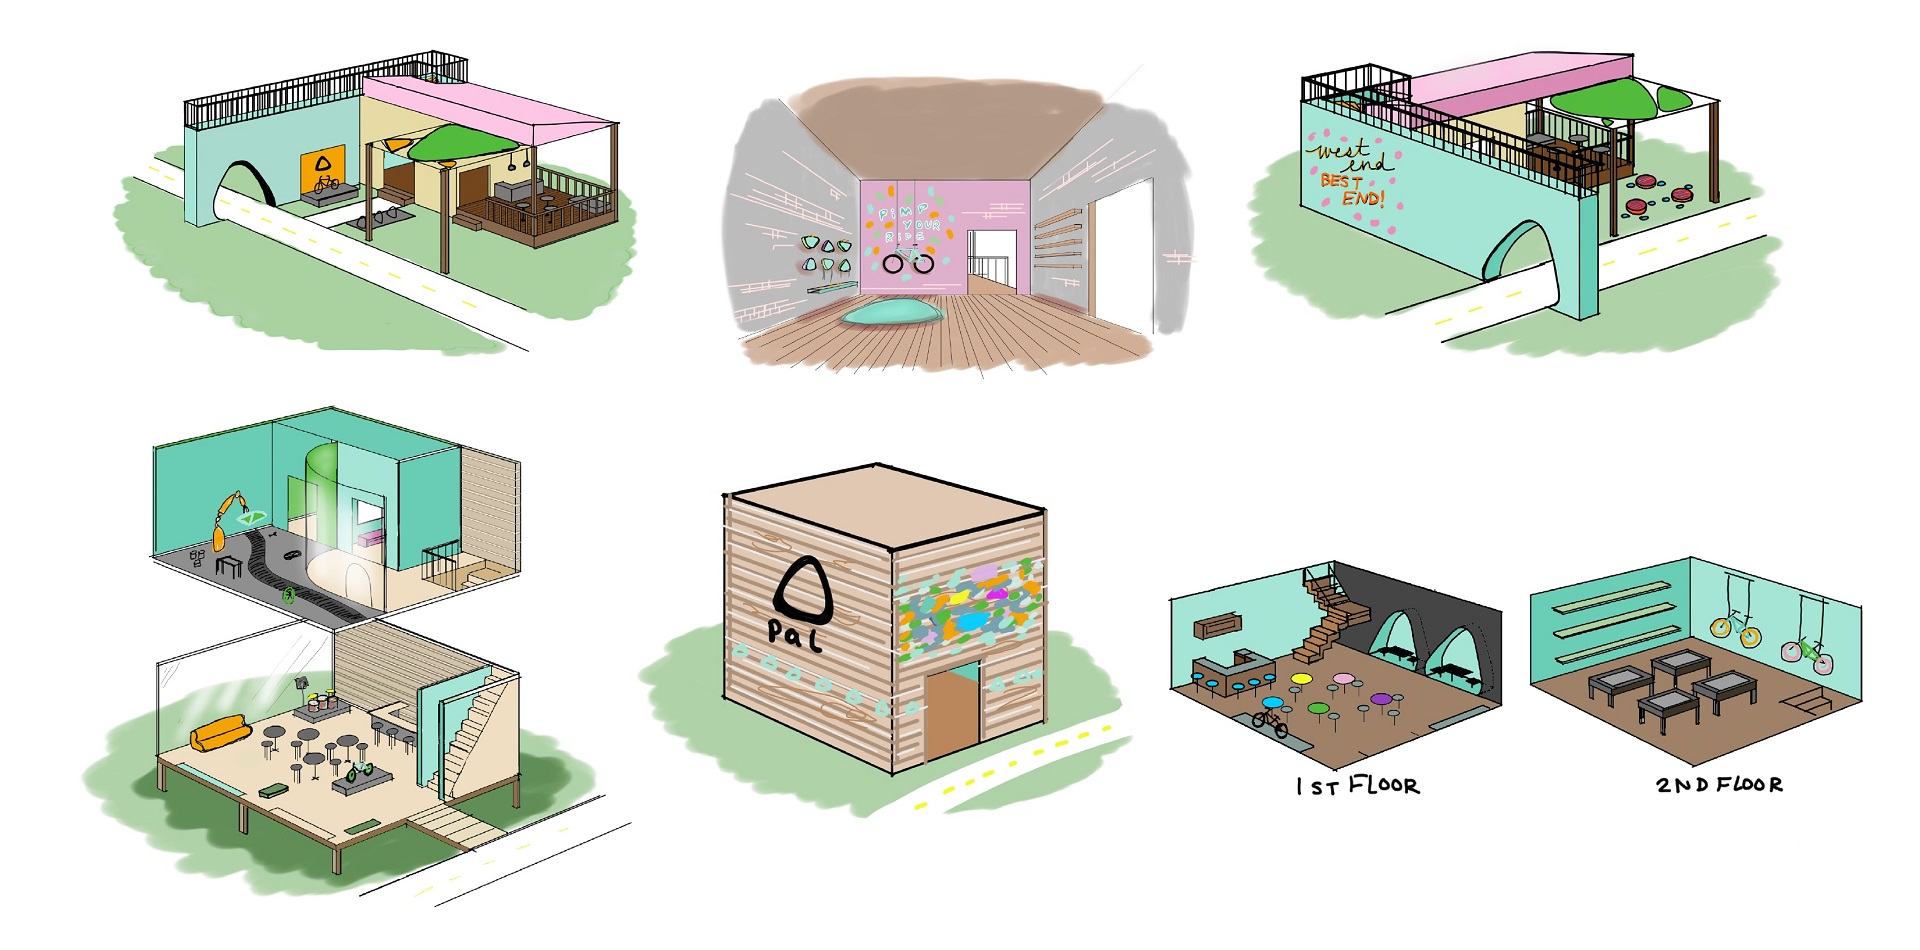 PiMP
YOUR
RiDE
west
end
BEST
END!
Pal
1ST FLOOR
2ND FLOOR